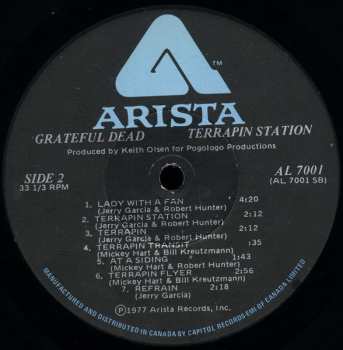 TM
ARISTA
GRATEFUL DEAD TERRAPIN STATION
Produced by Keith Olsen for Pogologo Productions
SIDE 2 AL 7001
33 1/3 RPM (AL 7001 SB)
1. LADY WITH A FAN 4:20
(Jerry Garcia & Robert Hunter)
2. TERRAPIN STATION 2:12
(Jerry Garcia & Robert Hunter)
3. TERRAPIN 2:12
(Jerry Garcia & Robert Hunter)
4. TERRAPIN TRANSIT :35
(Mickey Hart & Bill Kreutzmann)
5. AT A SIDING 1:43
(Mickey Hart & Robert Hunter)
6. TERRAPIN FLYER 2:56
(Mickey Hart & Bill Kreutzmann)
7. REFRAIN 2:18
(Jerry Garcia)
Ⓟ1977 Arista Records, Inc.
MANUFACTURED AND DISTRIBUTED IN CANADA BY CAPITOL RECORDS-EMI OF CANADA LIMITED